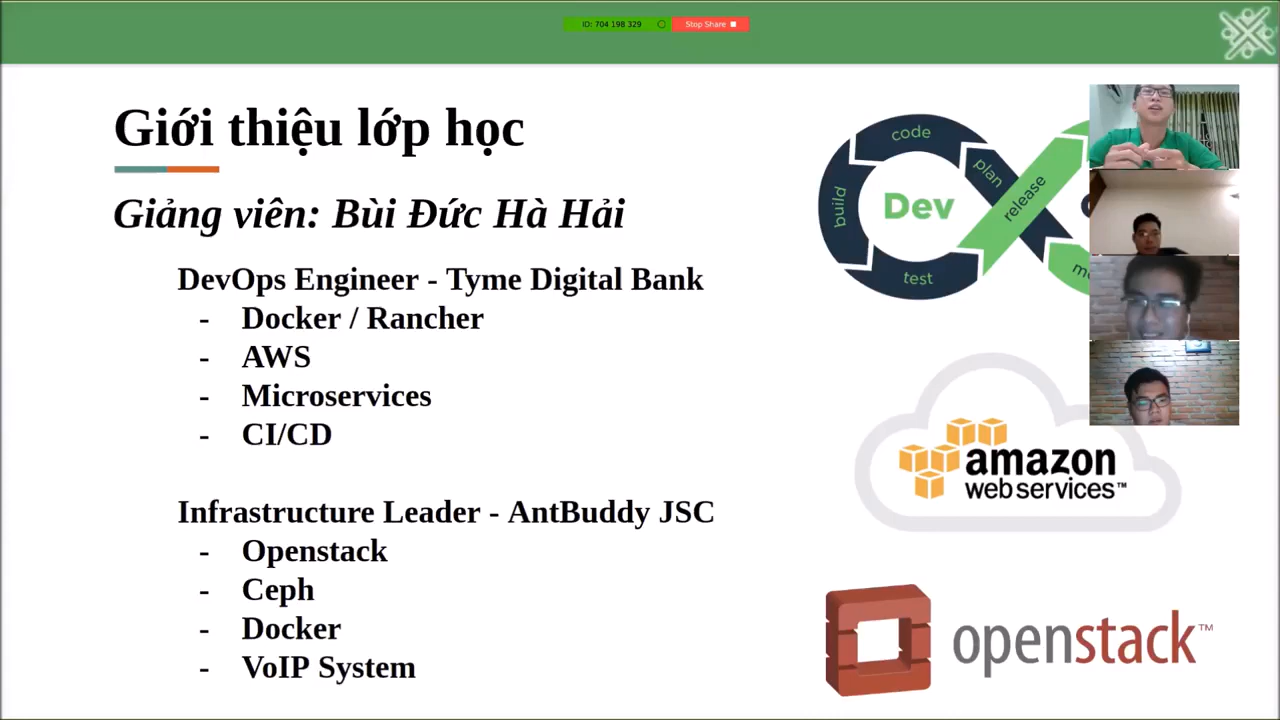 ID: 704 198 329
Stop Share
Giới thiệu lớp học
Giảng viên: Bùi Đức Hà Hải
DevOps Engineer - Tyme Digital Bank
- Docker / Rancher
- AWS
- Microservices
- CI/CD
Infrastructure Leader - AntBuddy JSC
- Openstack
- Ceph
- Docker
- VoIP System
code
plan
release
build
Dev
test
amazon
web services™
openstack™